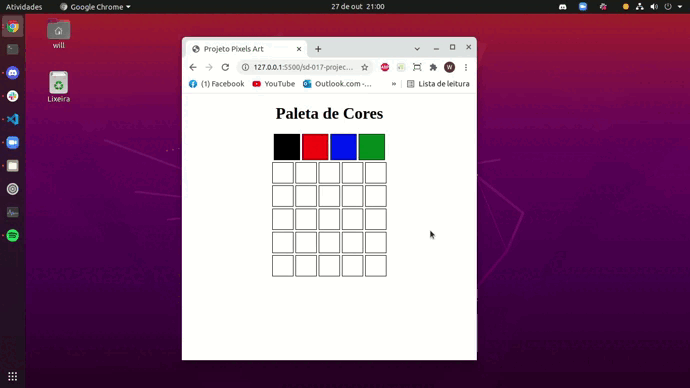 Atividades
Google Chrome
27 de out 21:00
will
Lixeira
Projeto Pixels Art
127.0.0.1:5500/sd-017-projec...
ABP
W
(1) Facebook
YouTube
Outlook.com -...
»
Lista de leitura
Paleta de Cores